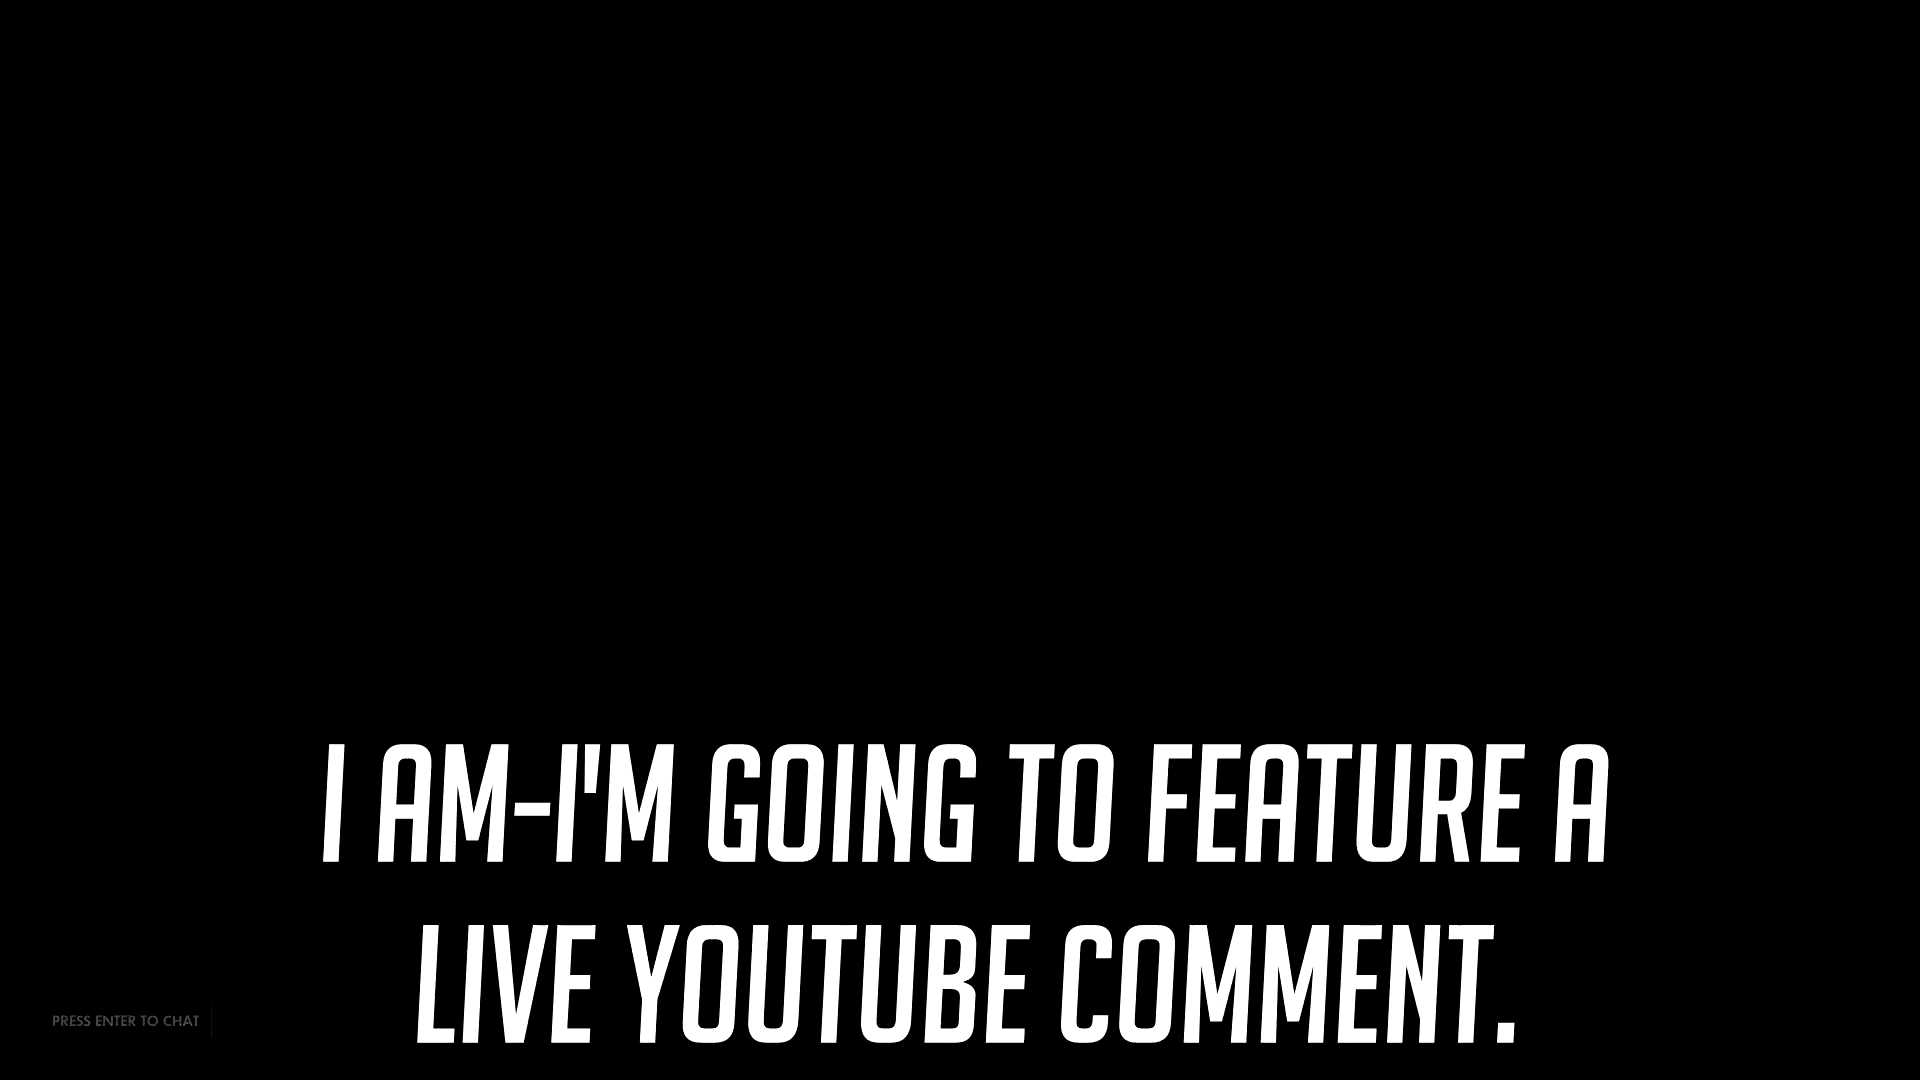 I AM-I'M GOING TO FEATURE A
LIVE YOUTUBE COMMENT.
PRESS ENTER TO CHAT